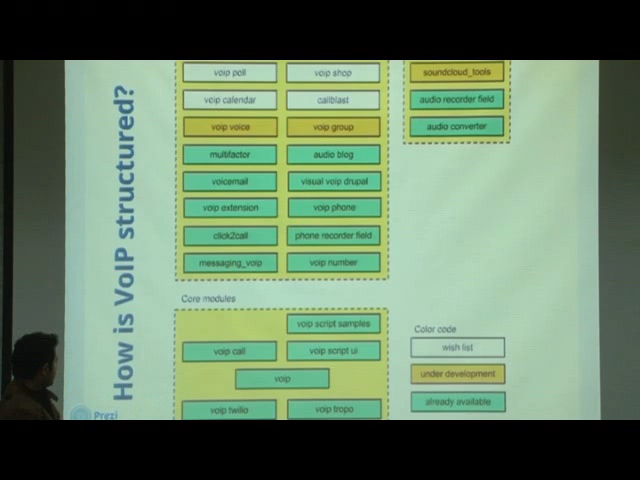 How is VoIP structured?
voip poll
voip shop
voip calendar
callblast
voip voice
voip group
multifactor
audio blog
voicemail
visual voip drupal
voip extension
voip phone
click2call
phone recorder field
messaging_voip
voip number
soundcloud_tools
audio recorder field
audio converter
Core modules
voip script samples
voip call
voip script ui
voip
voip twilio
voip tropo
Color code
wish list
under development
already available
Prezi